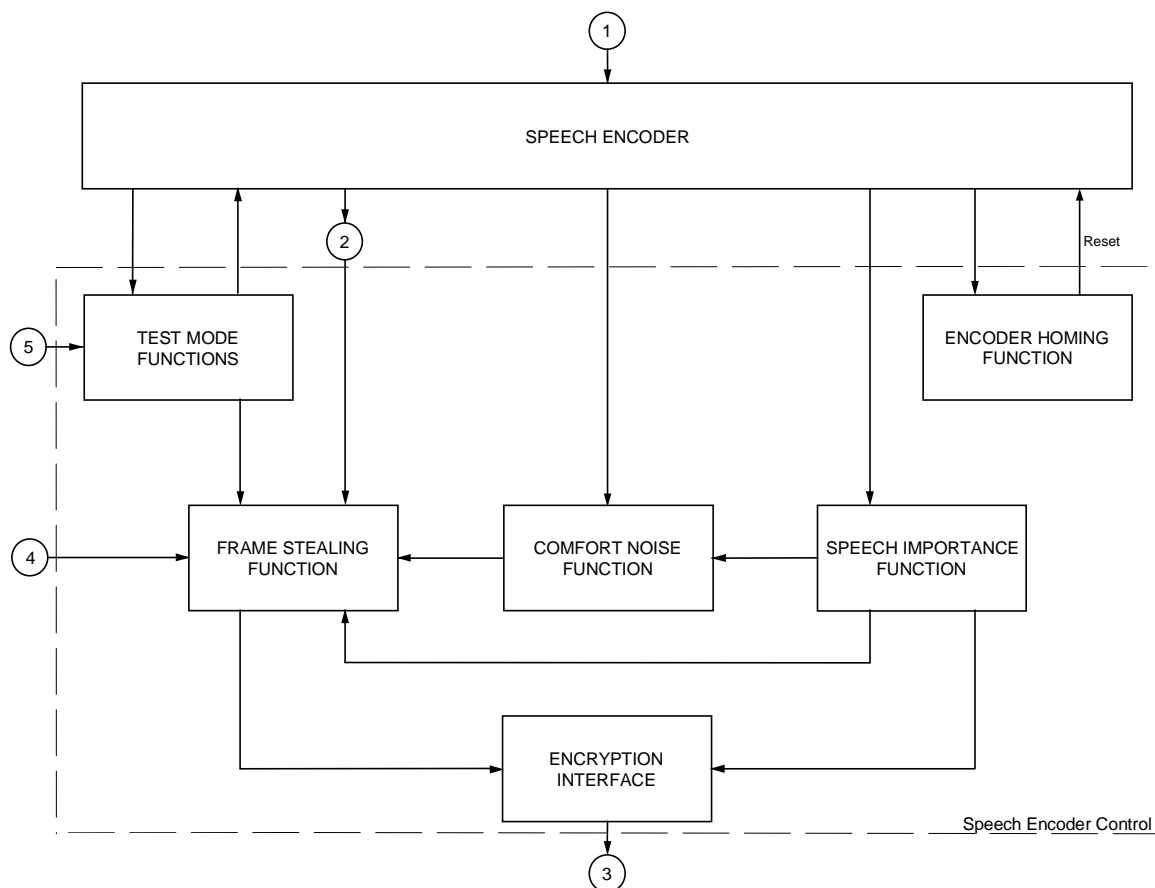 1
SPEECH ENCODER
2
Reset
5
TEST MODE
FUNCTIONS
ENCODER HOMING
FUNCTION
4
FRAME STEALING
FUNCTION
COMFORT NOISE
FUNCTION
SPEECH IMPORTANCE
FUNCTION
ENCRYPTION
INTERFACE
Speech Encoder Control
3